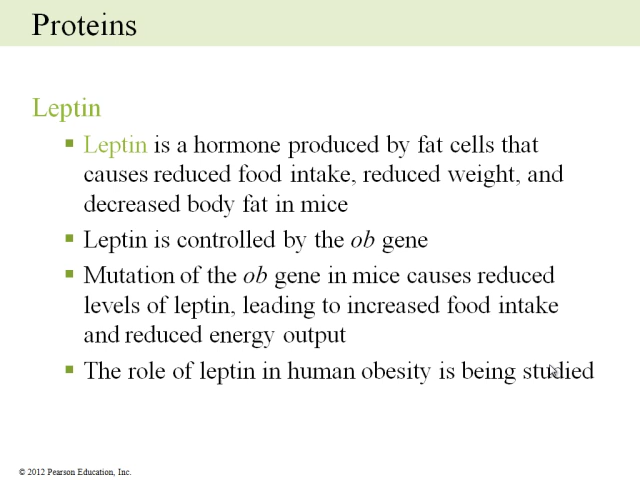 Proteins
Leptin
▪ Leptin is a hormone produced by fat cells that
causes reduced food intake, reduced weight, and
decreased body fat in mice
▪ Leptin is controlled by the ob gene
▪ Mutation of the ob gene in mice causes reduced
levels of leptin, leading to increased food intake
and reduced energy output
▪ The role of leptin in human obesity is being studied
© 2012 Pearson Education, Inc.